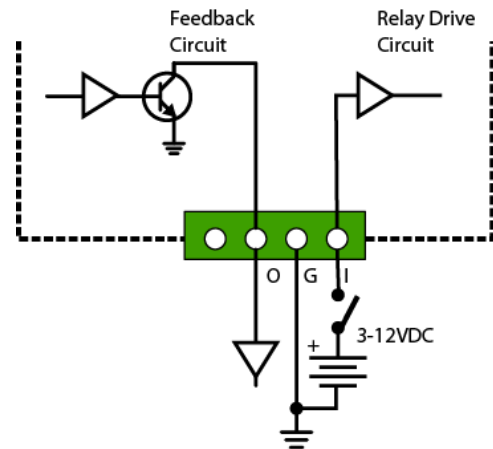 Feedback
Circuit
Relay Drive
Circuit
O G I
+
3-12VDC